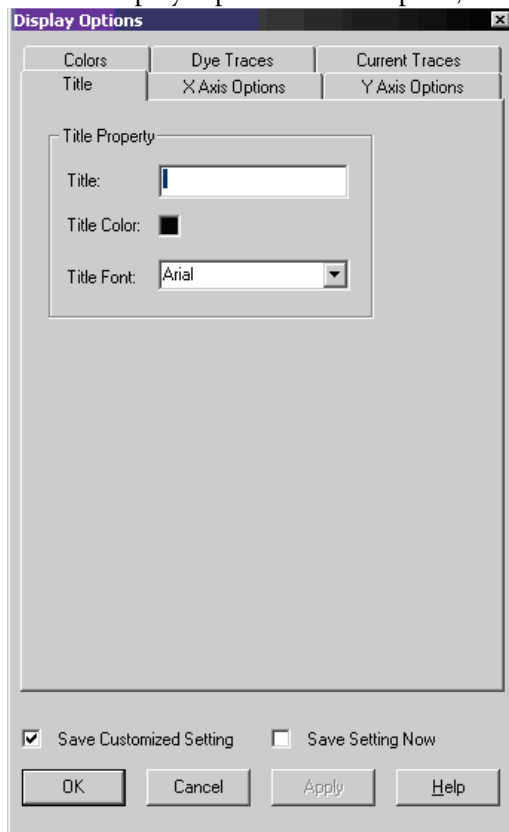 Display Options
Colors Dye Traces Current Traces
Title X Axis Options Y Axis Options
Title Property
Title:
Title Color:
Title Font: Arial
Save Customized Setting Save Setting Now
OK Cancel Apply Help